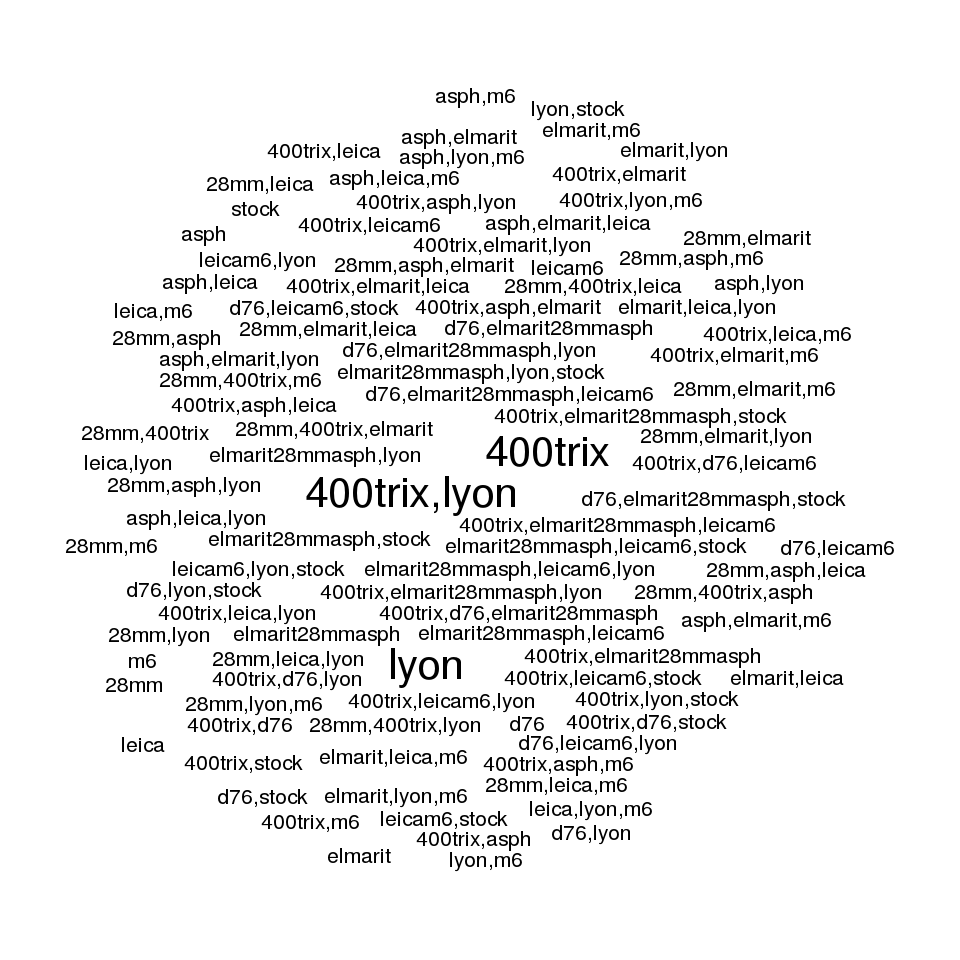 asph,m6
lyon,stock
elmarit,m6
asph,elmarit
400trix,leica
asph,lyon,m6
elmarit,lyon
400trix,elmarit
28mm,leica
asph,leica,m6
400trix,asph,lyon
400trix,lyon,m6
stock
400trix,leicam6
asph,elmarit,leica
asph
400trix,elmarit,lyon
28mm,elmarit
leicam6,lyon
28mm,asph,elmarit
leicam6
28mm,asph,m6
asph,leica
400trix,elmarit,leica
28mm,400trix,leica
asph,lyon
leica,m6
d76,leicam6,stock
400trix,asph,elmarit
elmarit,leica,lyon
28mm,asph
28mm,elmarit,leica
d76,elmarit28mmasph
400trix,leica,m6
asph,elmarit,lyon
d76,elmarit28mmasph,lyon
400trix,elmarit,m6
28mm,400trix,m6
elmarit28mmasph,lyon,stock
d76,elmarit28mmasph,leicam6
28mm,elmarit,m6
400trix,asph,leica
400trix,elmarit28mmasph,stock
28mm,400trix
28mm,400trix,elmarit
28mm,elmarit,lyon
400trix
leica,lyon
elmarit28mmasph,lyon
400trix,d76,leicam6
28mm,asph,lyon
400trix,lyon
d76,elmarit28mmasph,stock
asph,leica,lyon
400trix,elmarit28mmasph,leicam6
28mm,m6
elmarit28mmasph,stock
elmarit28mmasph,leicam6,stock
d76,leicam6
leicam6,lyon,stock
elmarit28mmasph,leicam6,lyon
28mm,asph,leica
d76,lyon,stock
400trix,elmarit28mmasph,lyon
28mm,400trix,asph
400trix,leica,lyon
400trix,d76,elmarit28mmasph
asph,elmarit,m6
28mm,lyon
elmarit28mmasph
elmarit28mmasph,leicam6
m6
28mm,leica,lyon
lyon
400trix,elmarit28mmasph
28mm
400trix,d76,lyon
400trix,leicam6,stock
elmarit,leica
28mm,lyon,m6
400trix,leicam6,lyon
400trix,lyon,stock
400trix,d76
28mm,400trix,lyon
d76
400trix,d76,stock
leica
d76,leicam6,lyon
400trix,stock
elmarit,leica,m6
400trix,asph,m6
28mm,leica,m6
d76,stock
elmarit,lyon,m6
leica,lyon,m6
400trix,m6
leicam6,stock
400trix,asph
d76,lyon
elmarit
lyon,m6